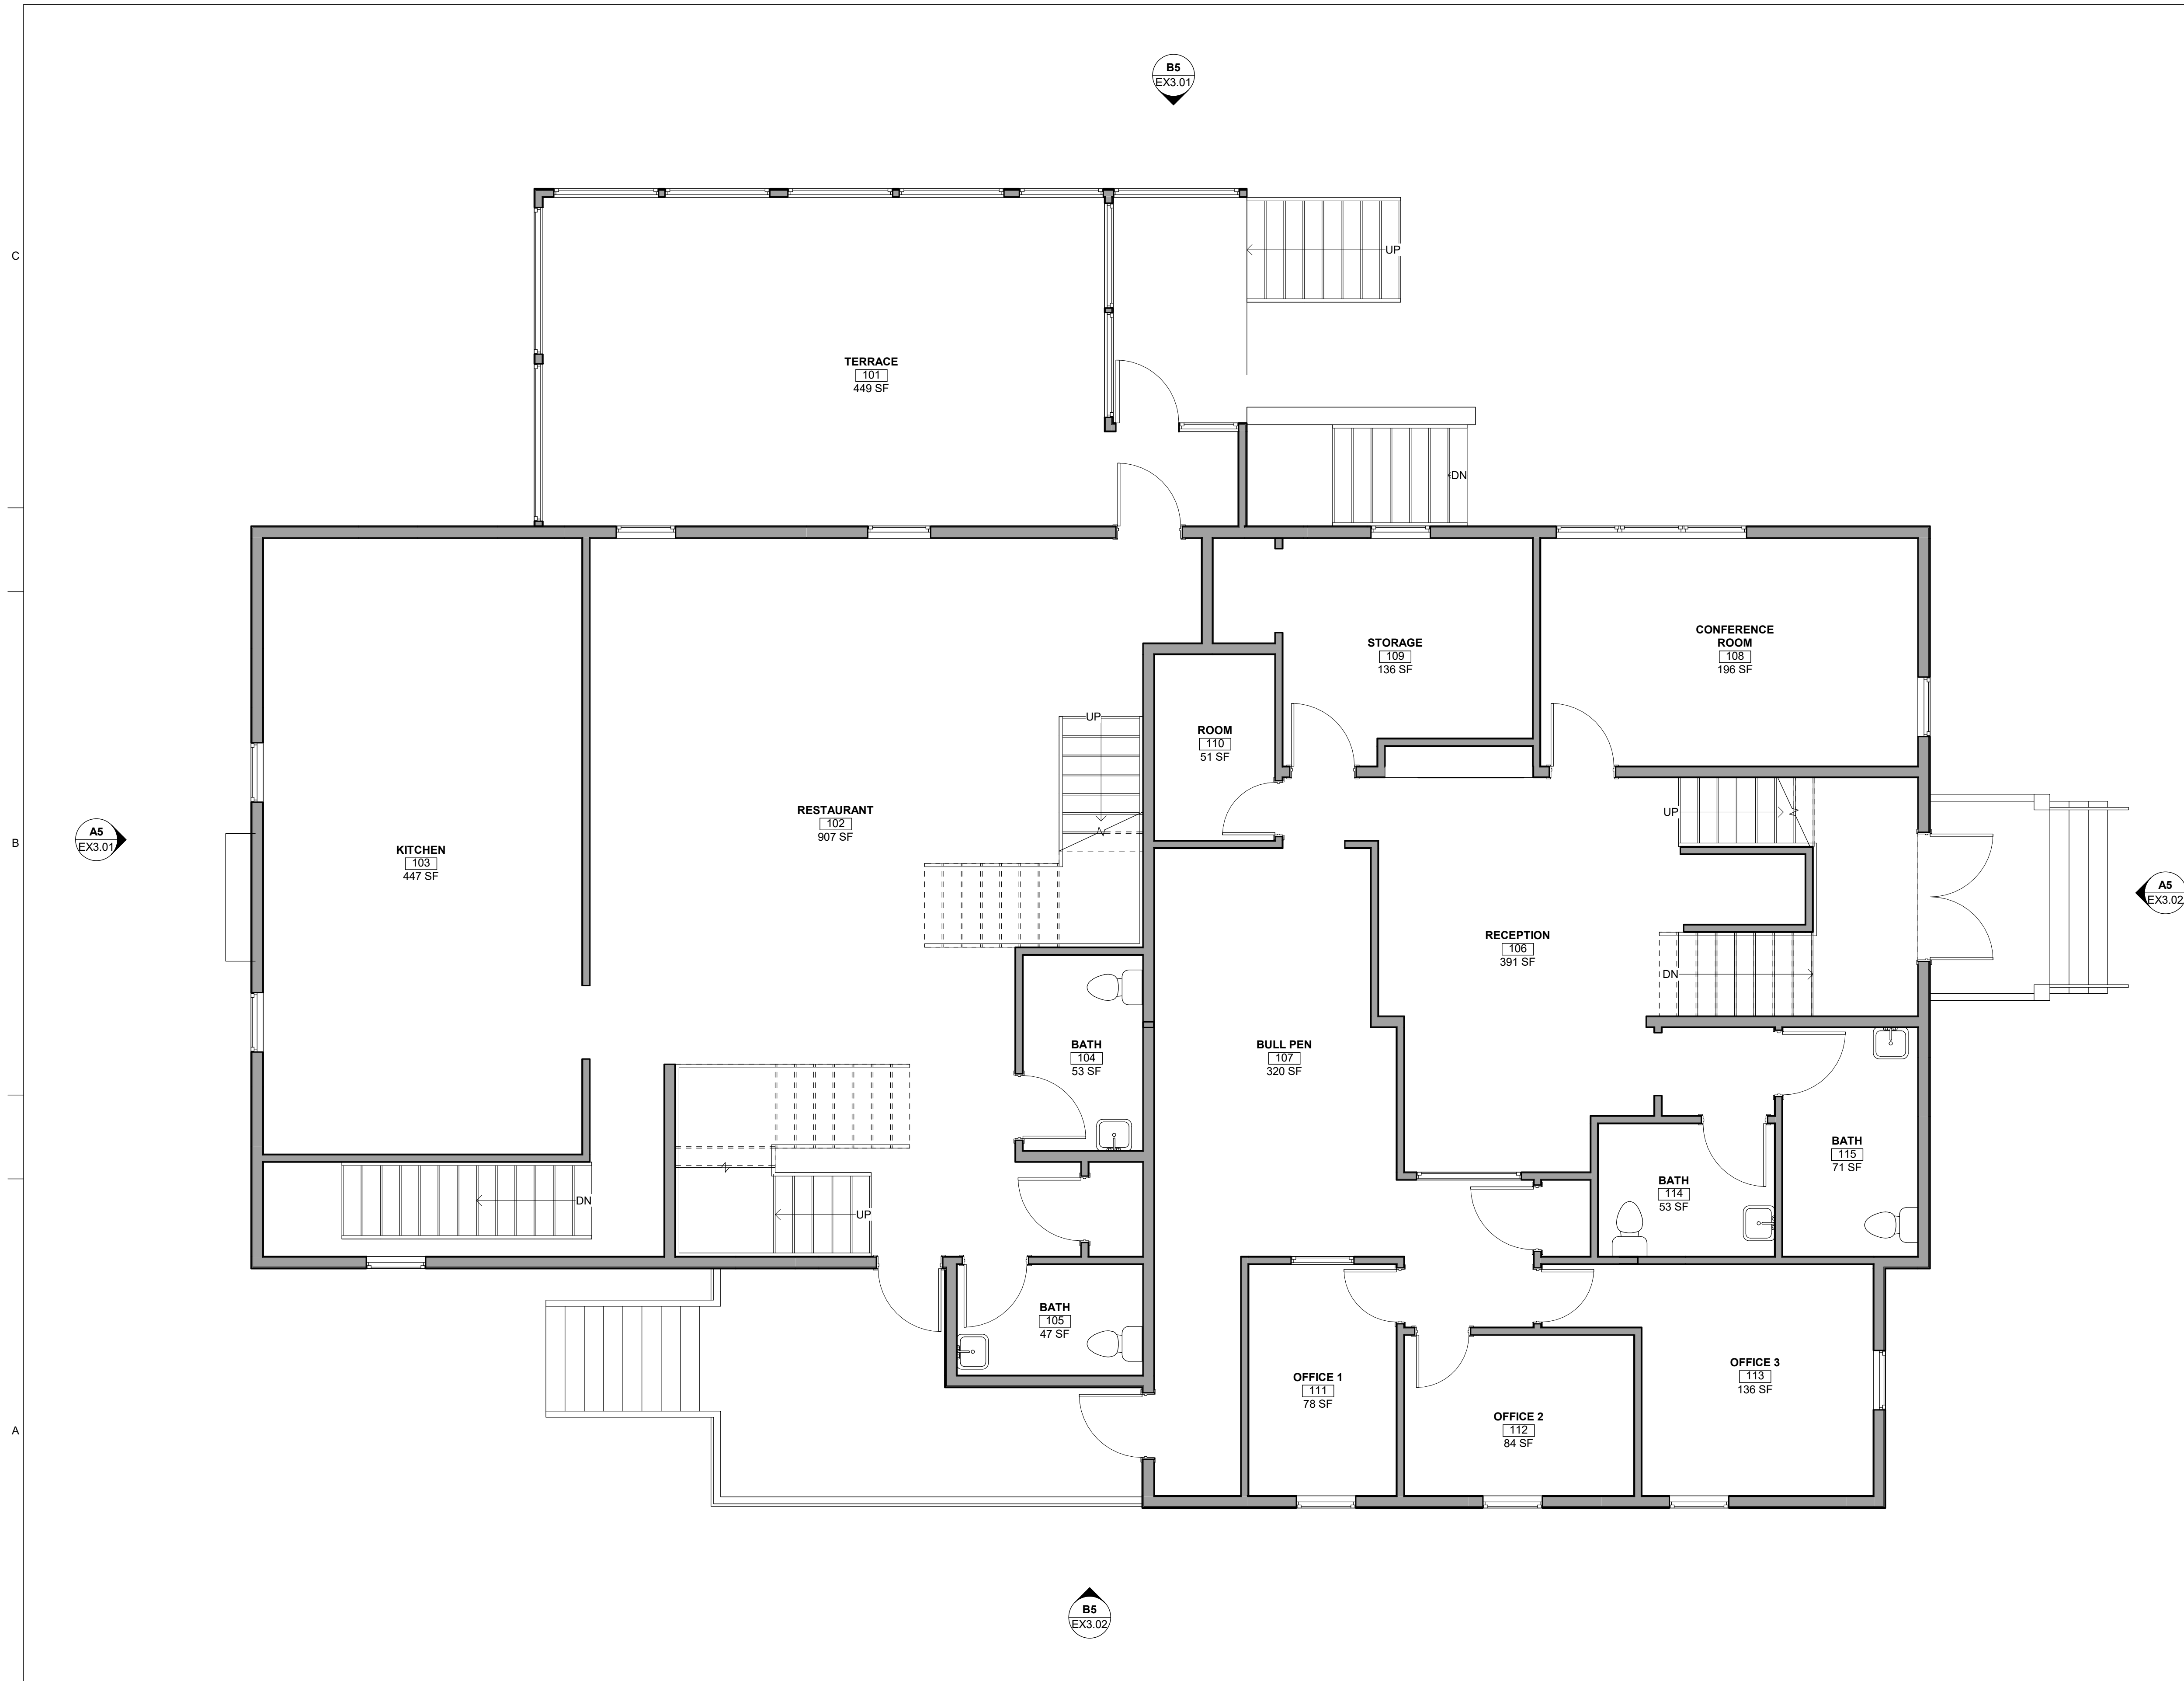 B5
EX3.01
C
UP
TERRACE
101
449 SF
DN
CONFERENCE
ROOM
108
196 SF
STORAGE
109
136 SF
UP
ROOM
110
51 SF
RESTAURANT
102
907 SF
UP
B
A5
EX3.01
KITCHEN
103
447 SF
A5
EX3.02
RECEPTION
106
391 SF
DN
BATH
104
53 SF
BULL PEN
107
320 SF
BATH
115
71 SF
BATH
114
53 SF
DN
UP
BATH
105
47 SF
OFFICE 1
111
78 SF
OFFICE 3
113
136 SF
OFFICE 2
112
84 SF
A
B5
EX3.02